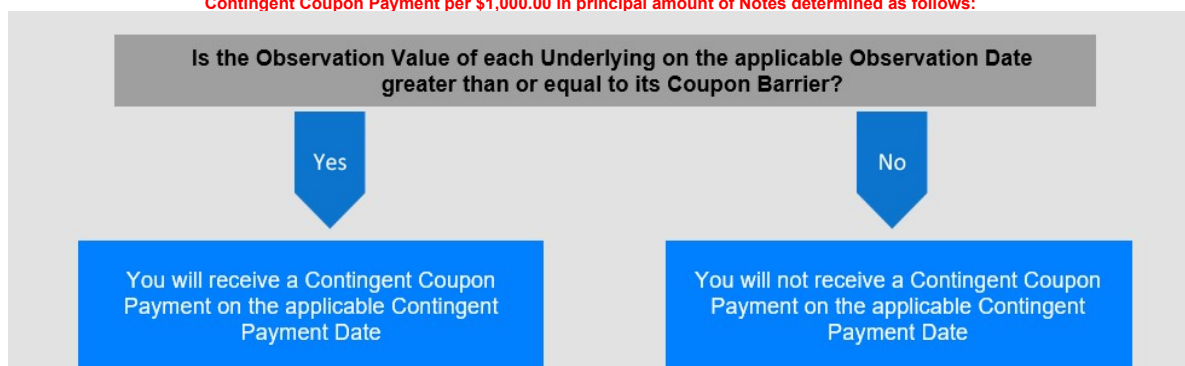 Contingent Coupon Payment per $1,000.00 in principal amount of Notes determined as follows:
Is the Observation Value of each Underlying on the applicable Observation Date
greater than or equal to its Coupon Barrier?
Yes
No
You will receive a Contingent Coupon
Payment on the applicable Contingent
Payment Date
You will not receive a Contingent Coupon
Payment on the applicable Contingent
Payment Date